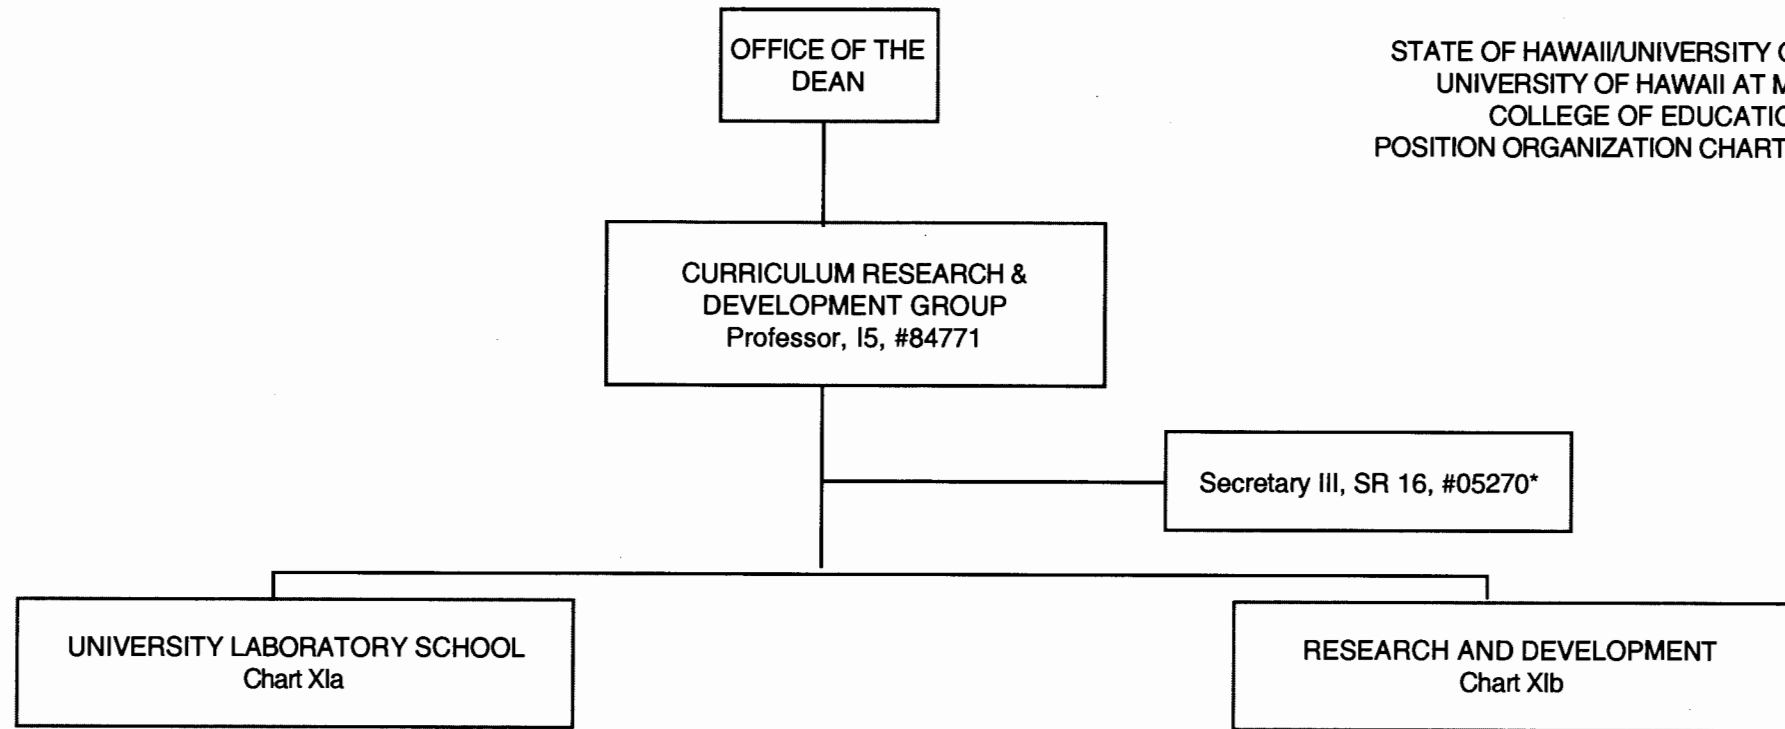 OFFICE OF THE
DEAN
STATE OF HAWAII/UNIVERSITY
UNIVERSITY OF HAWAII AT
COLLEGE OF
POSITION ORGANIZATION CHART
CURRICULUM RESEARCH &
DEVELOPMENT GROUP
Professor, I5, #84771
Secretary III, SR 16, #05270*
UNIVERSITY LABORATORY SCHOOL
Chart XIa
RESEARCH AND DEVELOPMENT
Chart XIb